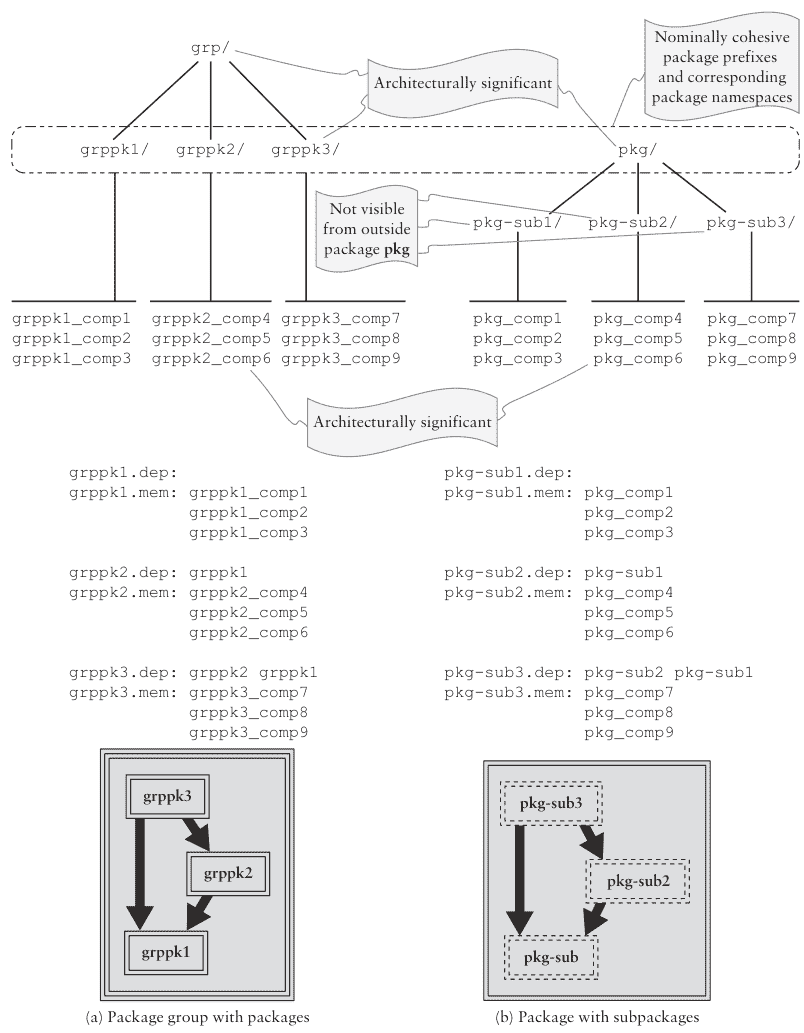 grp/
Architecturally significant
Nominally cohesive
package prefixes
and corresponding
package namespaces
grppk1/ grppk2/ grppk3/ pkg/
Not visible
from outside
package pkg
pkg-sub1/ pkg-sub2/ pkg-sub3/
grppk1_comp1 grppk2_comp4 grppk3_comp7 pkg_comp1 pkg_comp4 pkg_comp7
grppk1_comp2 grppk2_comp5 grppk3_comp8 pkg_comp2 pkg_comp5 pkg_comp8
grppk1_comp3 grppk2_comp6 grppk3_comp9 pkg_comp3 pkg_comp6 pkg_comp9
Architecturally significant
grppk1.dep:
grppk1.mem: grppk1_comp1
grppk1_comp2
grppk1_comp3
grppk2.dep: grppk1
grppk2.mem: grppk2_comp4
grppk2_comp5
grppk2_comp6
grppk3.dep: grppk2 grppk1
grppk3.mem: grppk3_comp7
grppk3_comp8
grppk3_comp9
pkg-sub1.dep:
pkg-sub1.mem: pkg_comp1
pkg_comp2
pkg_comp3
pkg-sub2.dep: pkg-sub1
pkg-sub2.mem: pkg_comp4
pkg_comp5
pkg_comp6
pkg-sub3.dep: pkg-sub2 pkg-sub1
pkg-sub3.mem: pkg_comp7
pkg_comp8
pkg_comp9
grppk3
grppk2
grppk1
(a) Package group with packages
pkg-sub3
pkg-sub2
pkg-sub
(b) Package with subpackages